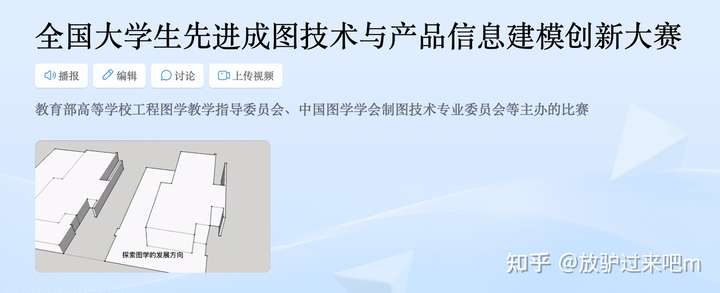 全国大学生先进成图技术与产品信息建模创新大赛
播报 编辑 讨论 上传视频
教育部高等学校工程图学教学指导委员会、中国图学学会制图技术专业委员会等主办的比赛
探索图学的发展方向
知乎 @放驴过来吧m